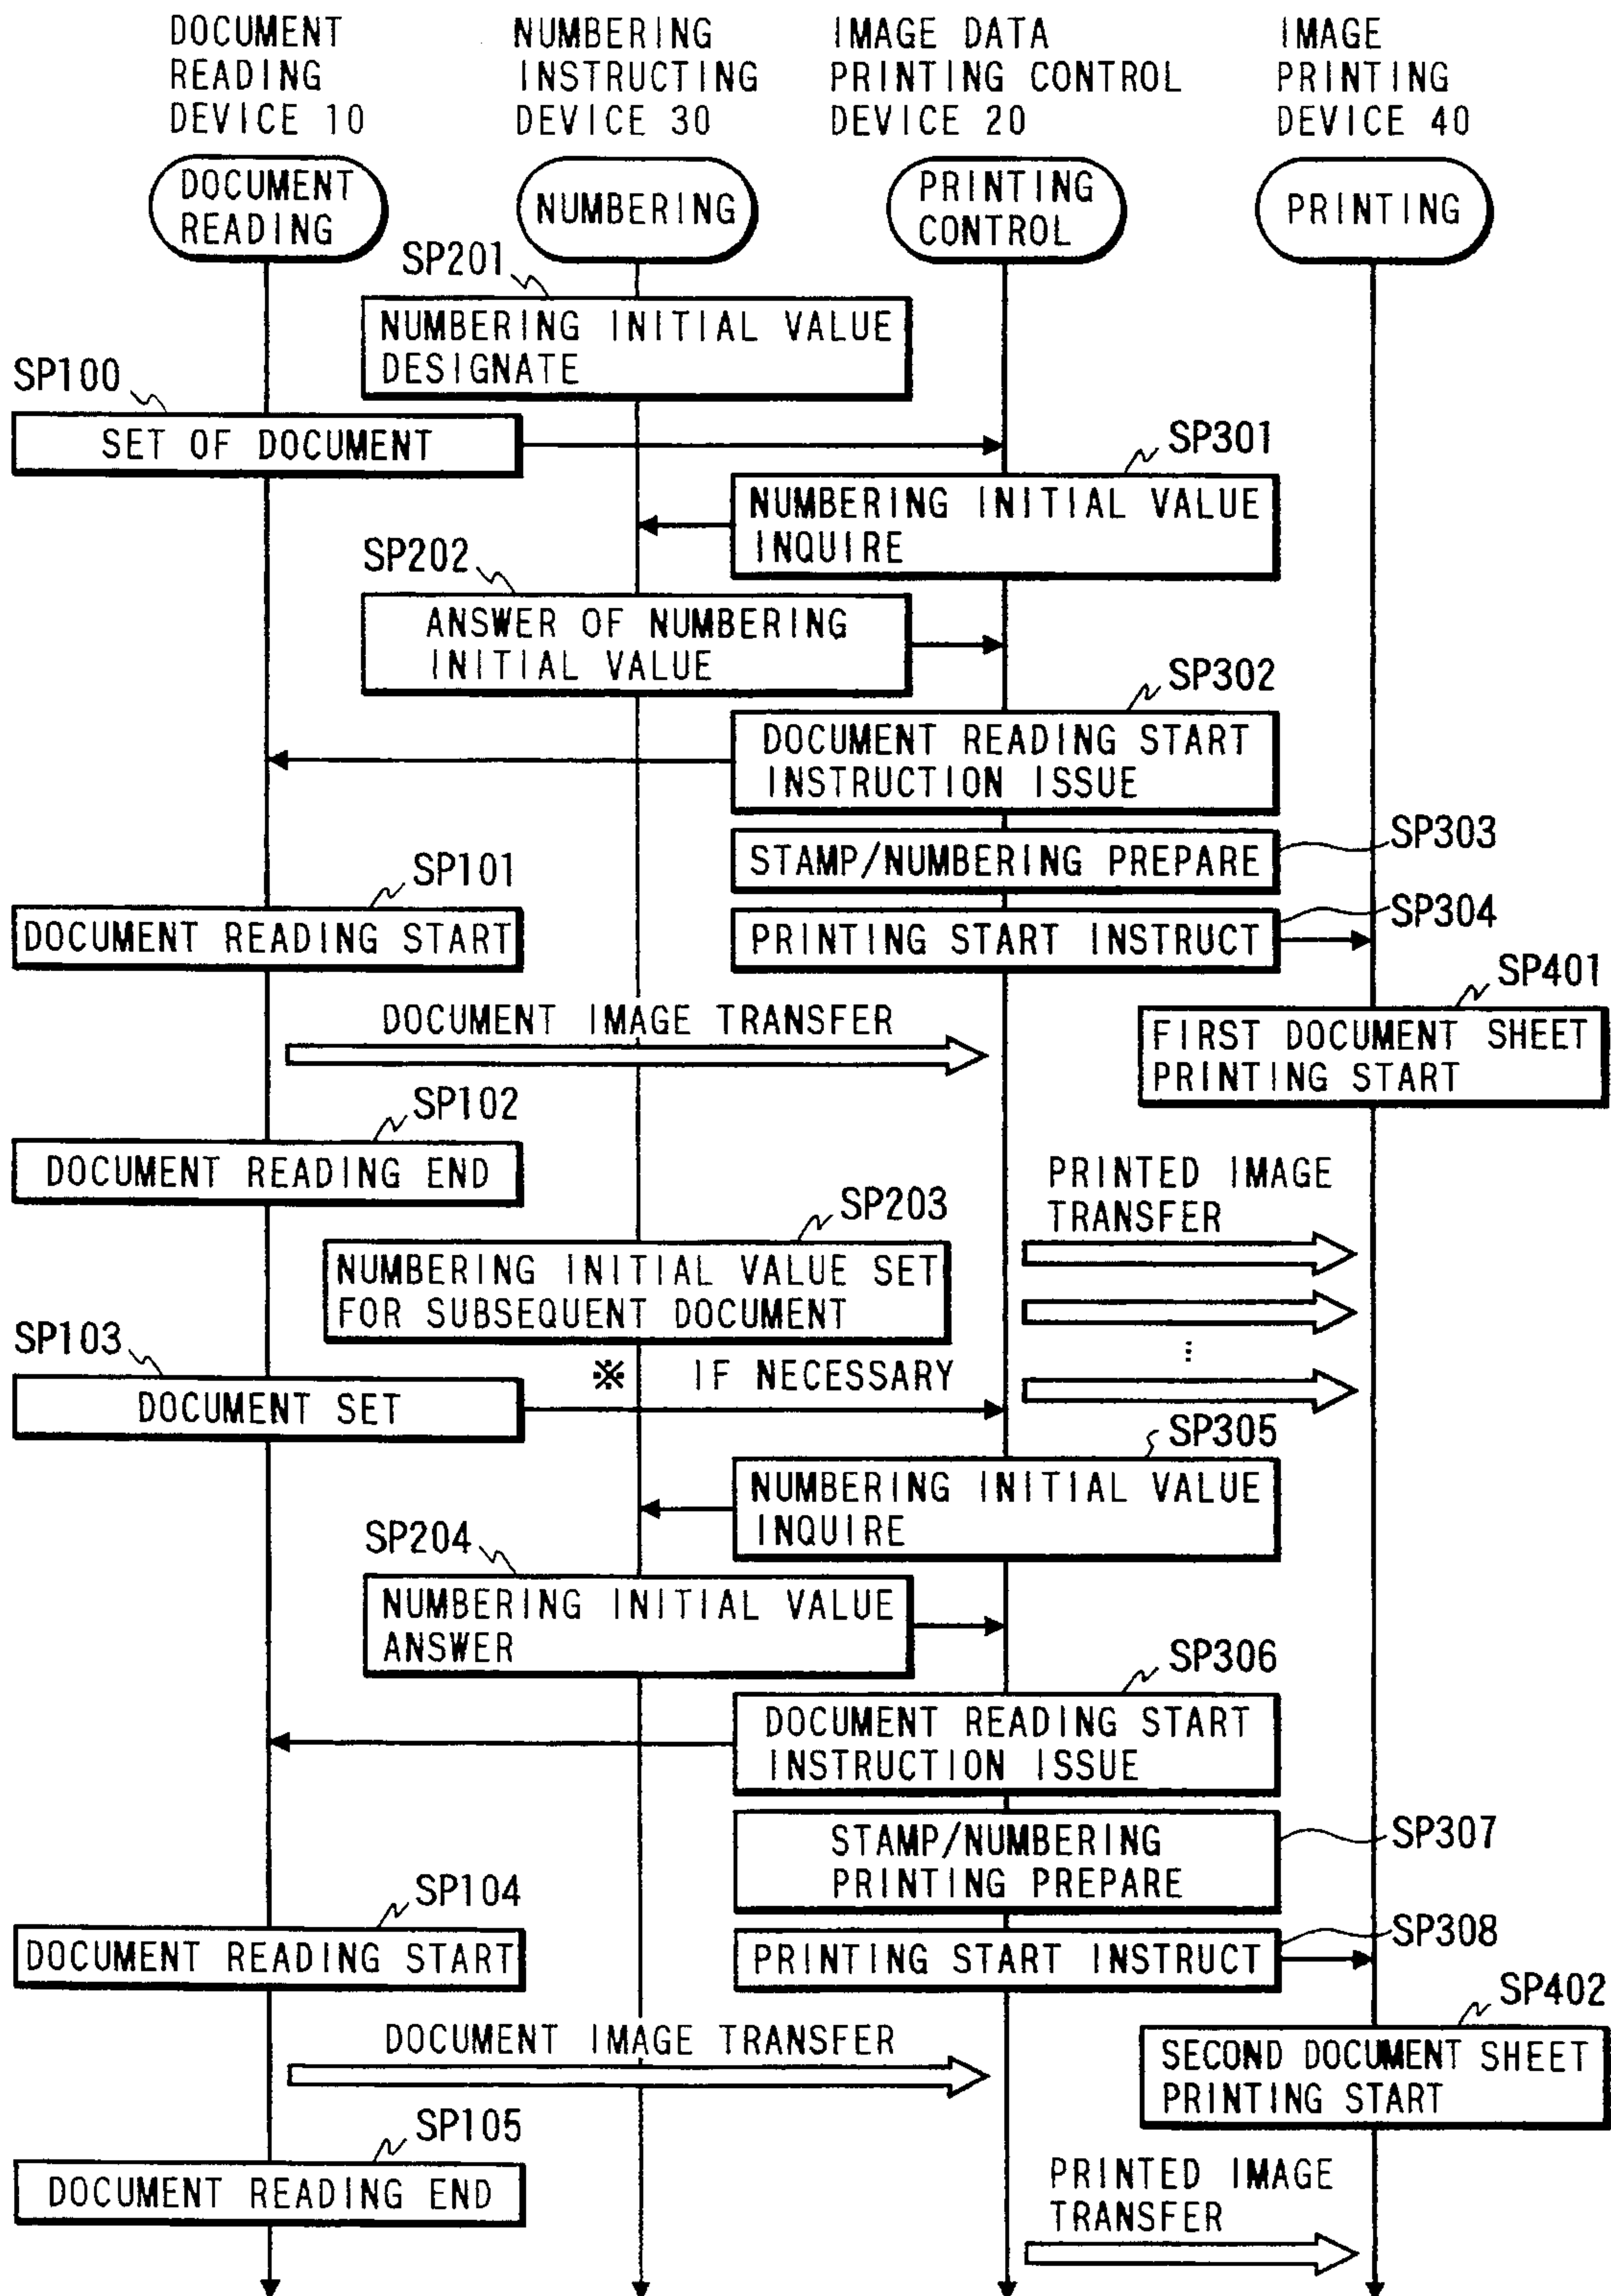 DOCUMENT
READING
DEVICE 10
NUMBERING
INSTRUCTING
DEVICE 30
IMAGE DATA
PRINTING CONTROL
DEVICE 20
IMAGE
PRINTING
DEVICE 40
DOCUMENT
READING
NUMBERING
PRINTING
CONTROL
PRINTING
SP201
NUMBERING INITIAL VALUE
DESIGNATE
SP100
SET OF DOCUMENT
SP301
NUMBERING INITIAL VALUE
INQUIRE
SP202
ANSWER OF NUMBERING
INITIAL VALUE
SP302
DOCUMENT READING START
INSTRUCTION ISSUE
SP303
STAMP/NUMBERING PREPARE
SP101
DOCUMENT READING START
SP304
PRINTING START INSTRUCT
SP401
FIRST DOCUMENT SHEET
PRINTING START
DOCUMENT IMAGE TRANSFER
SP102
DOCUMENT READING END
PRINTED IMAGE
TRANSFER
SP203
NUMBERING INITIAL VALUE SET
FOR SUBSEQUENT DOCUMENT
※ IF NECESSARY
...
SP103
DOCUMENT SET
SP305
NUMBERING INITIAL VALUE
INQUIRE
SP204
NUMBERING INITIAL VALUE
ANSWER
SP306
DOCUMENT READING START
INSTRUCTION ISSUE
SP307
STAMP/NUMBERING
PRINTING PREPARE
SP104
DOCUMENT READING START
SP308
PRINTING START INSTRUCT
SP402
SECOND DOCUMENT SHEET
PRINTING START
DOCUMENT IMAGE TRANSFER
SP105
DOCUMENT READING END
PRINTED IMAGE
TRANSFER